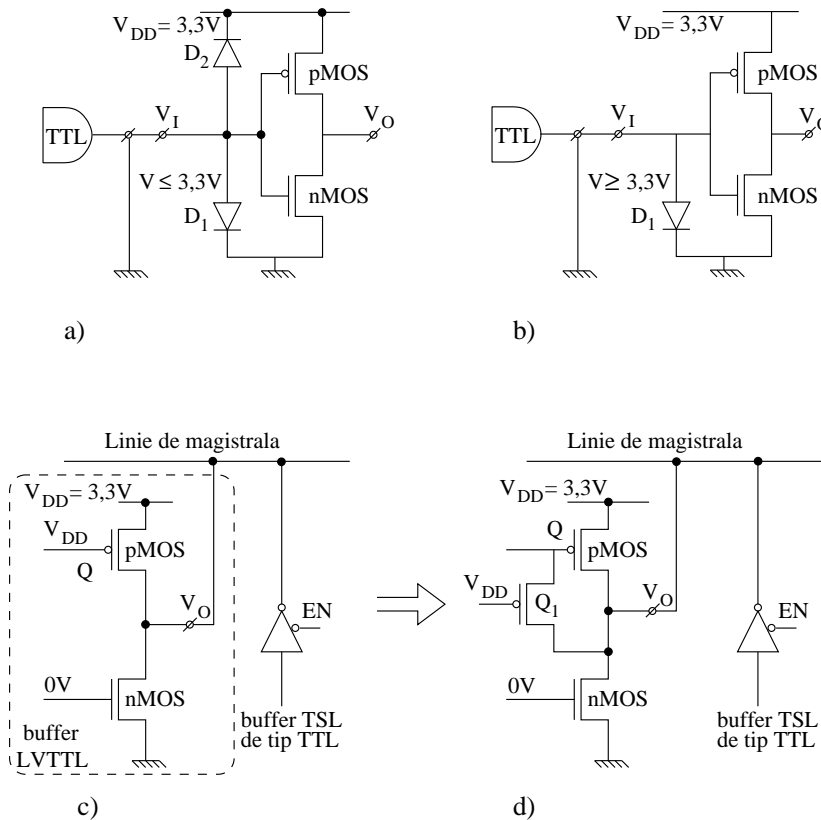 V_DD = 3,3V
D_2
pMOS
TTL
V_I
V_O
V ≤ 3,3V
D_1
nMOS
a)
V_DD = 3,3V
pMOS
TTL
V_I
V_O
V ≥ 3,3V
D_1
nMOS
b)
Linie de magistrala
V_DD = 3,3V
V_DD
pMOS
Q
V_O
EN
0V
nMOS
buffer
LVTTL
buffer TSL
de tip TTL
c)
Linie de magistrala
V_DD = 3,3V
Q
pMOS
V_DD
Q_1
V_O
EN
0V
nMOS
buffer TSL
de tip TTL
d)